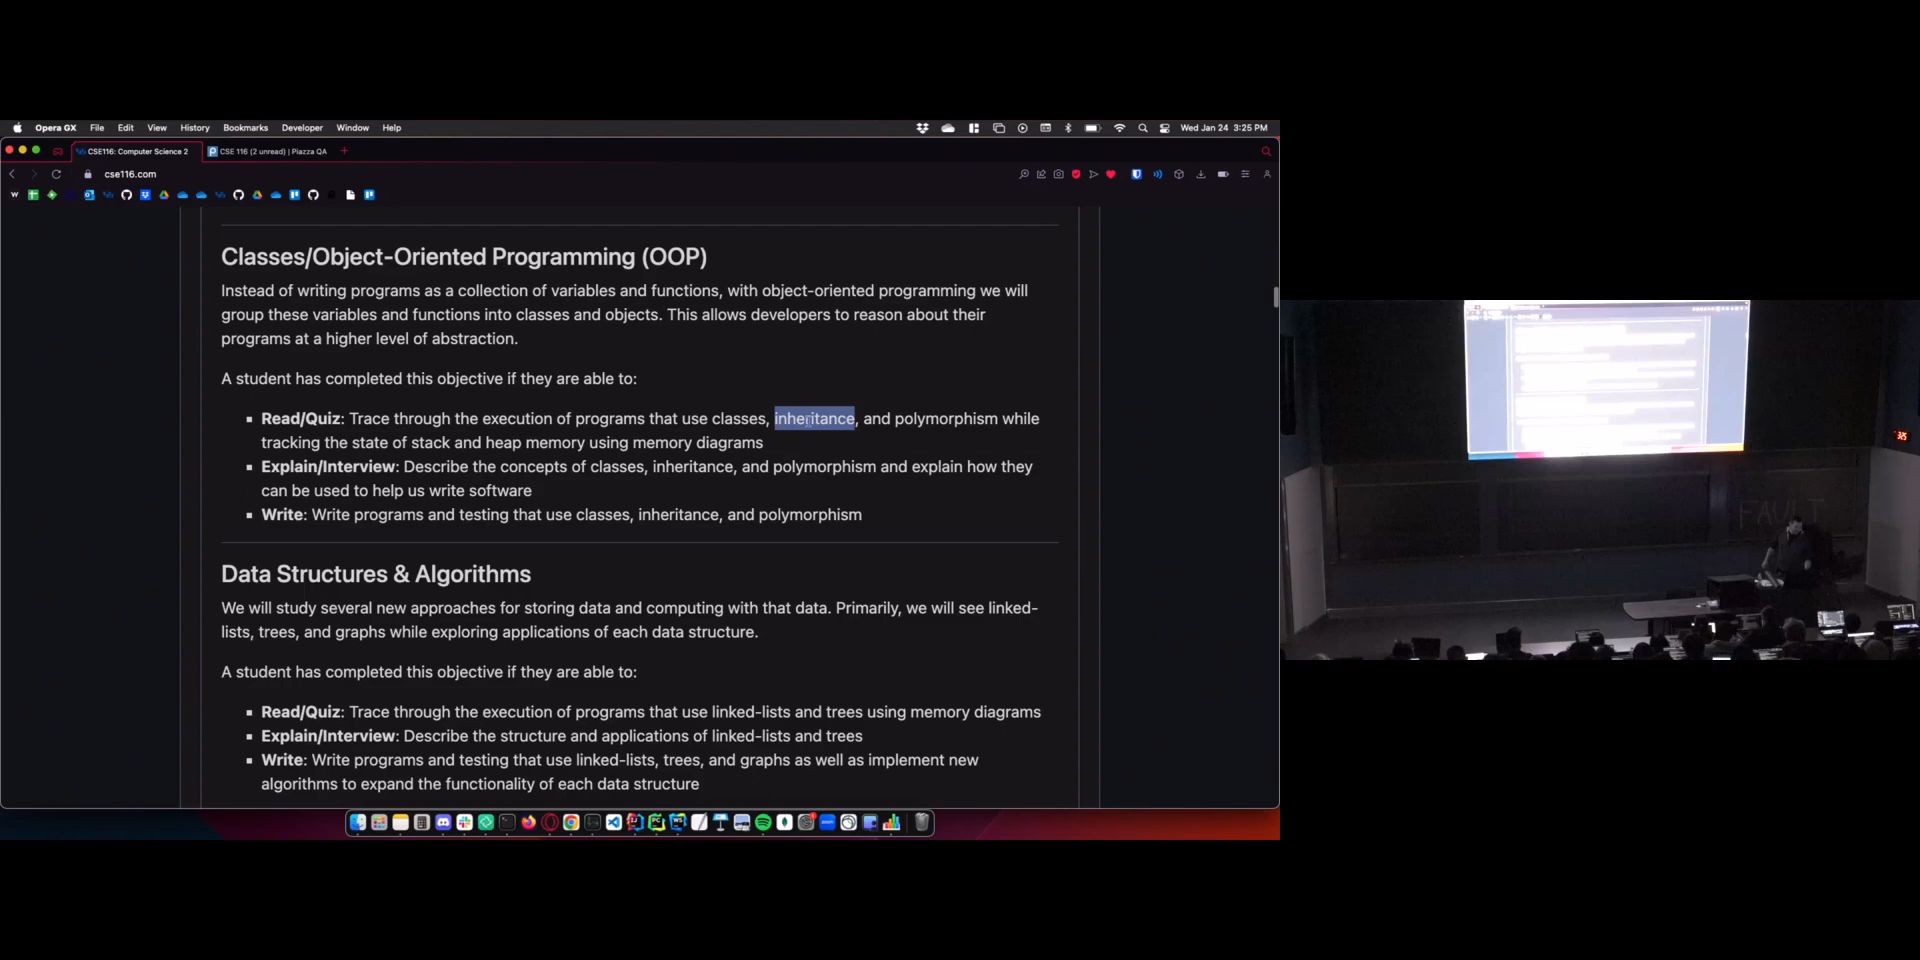 Opera GX File Edit View History Bookmarks Developer Window Help Wed Jan 24 3:25 PM
CSE116: Computer Science 2 CSE 116 (2 unread) | Piazza QA
cse116.com
Classes/Object-Oriented Programming (OOP)
Instead of writing programs as a collection of variables and functions, with object-oriented programming we will
group these variables and functions into classes and objects. This allows developers to reason about their
programs at a higher level of abstraction.
A student has completed this objective if they are able to:
Read/Quiz: Trace through the execution of programs that use classes, inheritance, and polymorphism while
tracking the state of stack and heap memory using memory diagrams
Explain/Interview: Describe the concepts of classes, inheritance, and polymorphism and explain how they
can be used to help us write software
Write: Write programs and testing that use classes, inheritance, and polymorphism
Data Structures & Algorithms
We will study several new approaches for storing data and computing with that data. Primarily, we will see linked-
lists, trees, and graphs while exploring applications of each data structure.
A student has completed this objective if they are able to:
Read/Quiz: Trace through the execution of programs that use linked-lists and trees using memory diagrams
Explain/Interview: Describe the structure and applications of linked-lists and trees
Write: Write programs and testing that use linked-lists, trees, and graphs as well as implement new
algorithms to expand the functionality of each data structure
FAULT